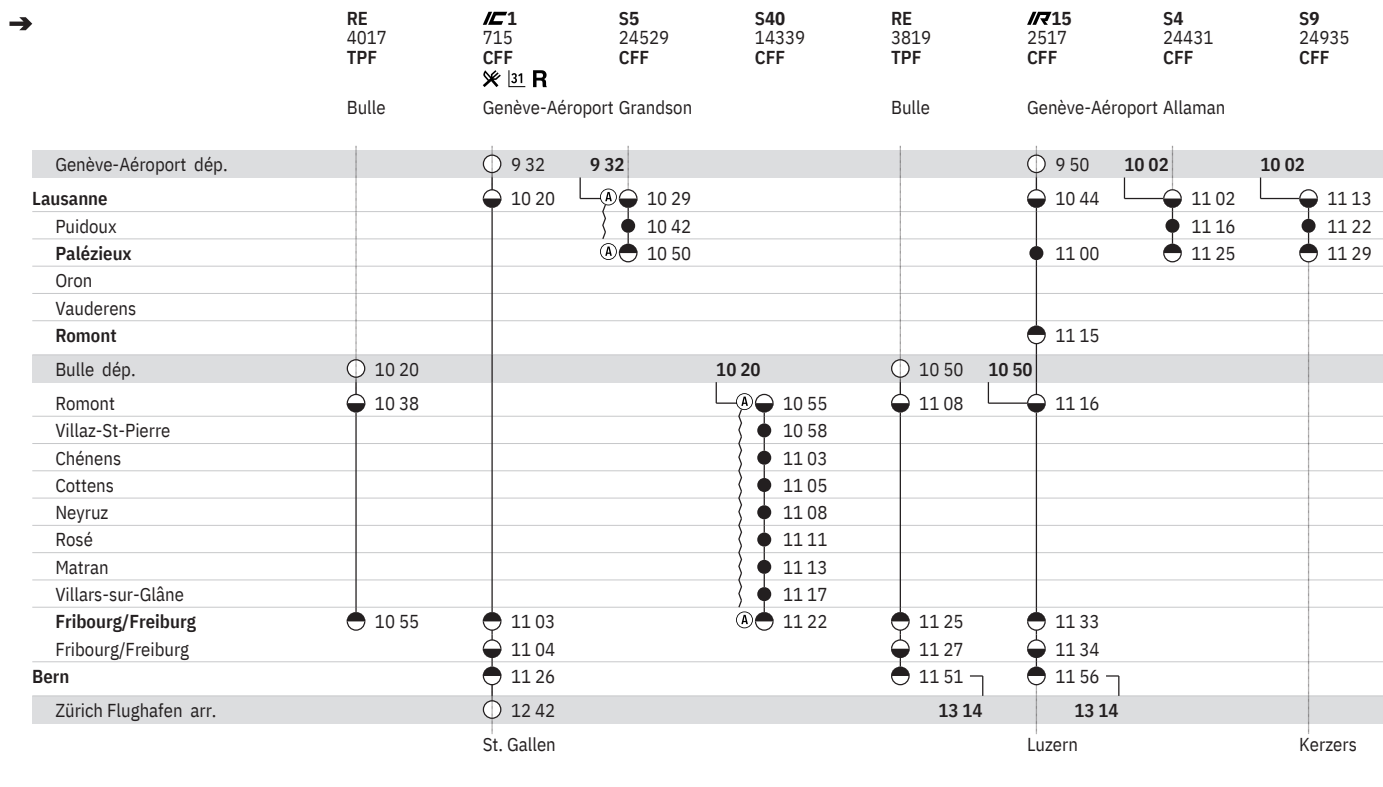 ➔ RE IC1 S5 S40 RE IR15 S4 S9
4017 715 24529 14339 3819 2517 24431 24935
TPF CFF CFF CFF TPF CFF CFF CFF
31 R
Bulle Genève-Aéroport Grandson Bulle Genève-Aéroport Allaman
Genève-Aéroport dép. 9 32 9 32 9 50 10 02 10 02
Lausanne 10 20 A 10 29 10 44 11 02 11 13
Puidoux 10 42 11 16 11 22
Palézieux A 10 50 11 00 11 25 11 29
Oron
Vauderens
Romont 11 15
Bulle dép. 10 20 10 20 10 50 10 50
Romont 10 38 A 10 55 11 08 11 16
Villaz-St-Pierre 10 58
Chénens 11 03
Cottens 11 05
Neyruz 11 08
Rosé 11 11
Matran 11 13
Villars-sur-Glâne 11 17
Fribourg/Freiburg 10 55 11 03 A 11 22 11 25 11 33
Fribourg/Freiburg 11 04 11 27 11 34
Bern 11 26 11 51 11 56
Zürich Flughafen arr. 12 42 13 14 13 14
St. Gallen Luzern Kerzers